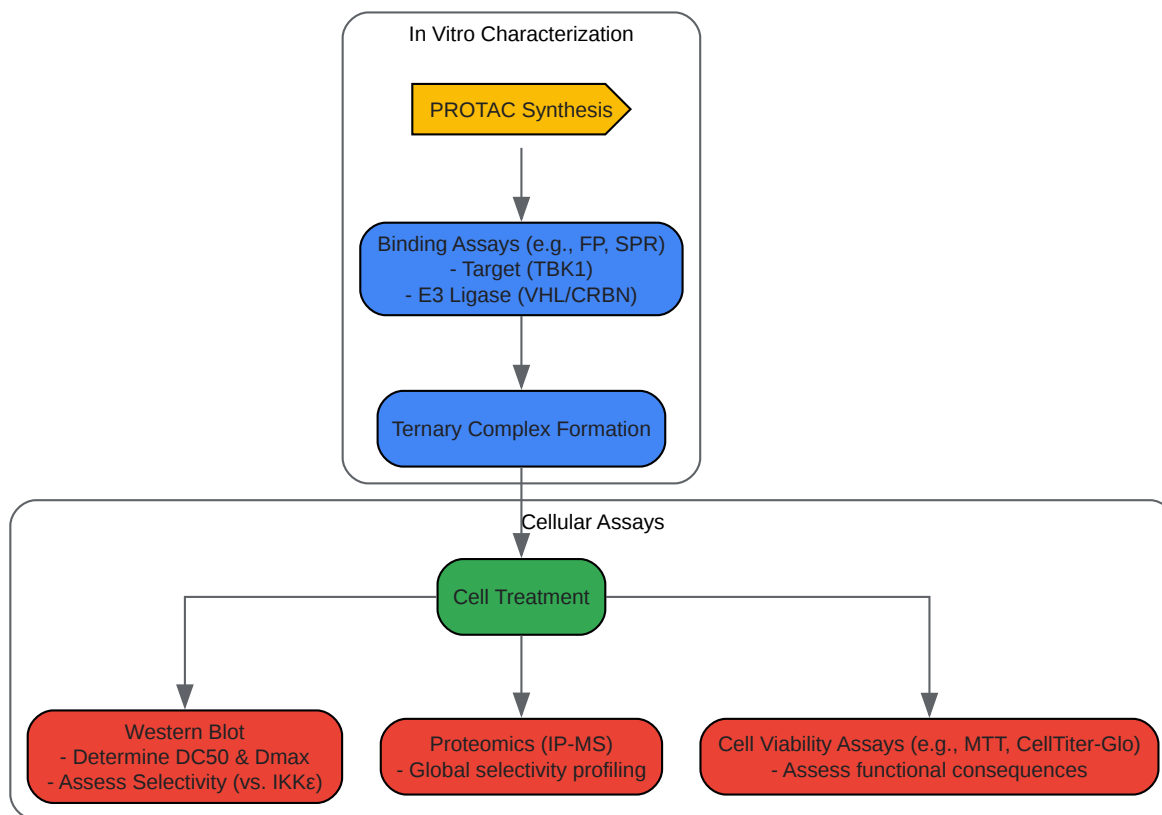 In Vitro Characterization
PROTAC Synthesis
Binding Assays (e.g., FP, SPR)
- Target (TBK1)
- E3 Ligase (VHL/CRBN)
Ternary Complex Formation
Cellular Assays
Cell Treatment
Western Blot
- Determine DC50 & Dmax
- Assess Selectivity (vs. IKKε)
Proteomics (IP-MS)
- Global selectivity profiling
Cell Viability Assays (e.g., MTT, CellTiter-Glo)
- Assess functional consequences